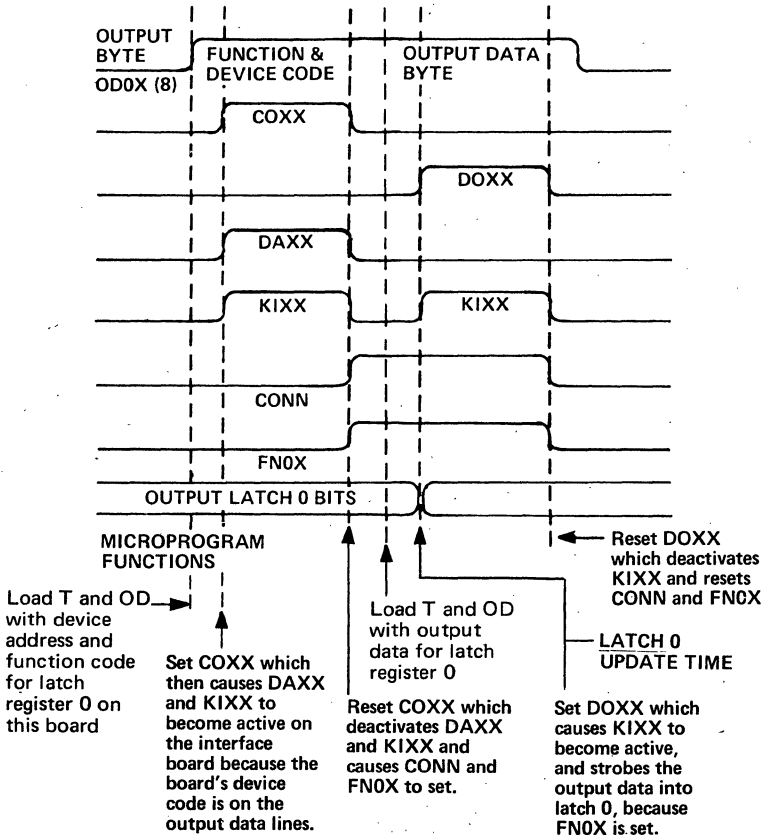 OUTPUT
BYTE
OD0X (8)
FUNCTION &
DEVICE CODE
OUTPUT DATA
BYTE
COXX
DOXX
DAXX
KIXX
KIXX
CONN
FN0X
OUTPUT LATCH 0 BITS
MICROPROGRAM
FUNCTIONS
Load T and OD
with device
address and
function code
for latch
register 0 on
this board
Set COXX which
then causes DAXX
and KIXX to
become active on
the interface
board because the
board's device
code is on the
output data lines.
Reset COXX which
deactivates DAXX
and KIXX and
causes CONN and
FN0X to set.
Load T and OD
with output
data for latch
register 0
Set DOXX which
causes KIXX to
become active,
and strobes the
output data into
latch 0, because
FN0X is set.
LATCH 0
UPDATE TIME
Reset DOXX
which deactivates
KIXX and resets
CONN and FN0X